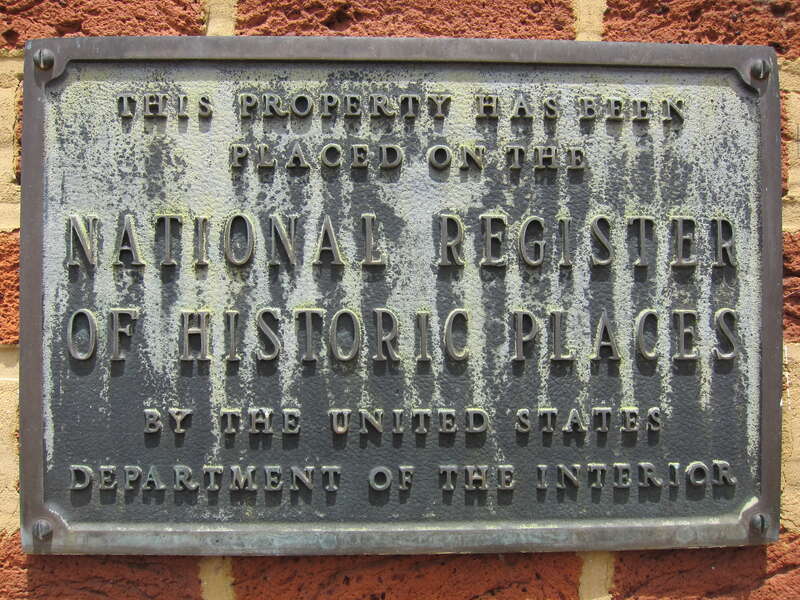 THIS PROPERTY HAS BEEN
PLACED ON THE
NATIONAL REGISTER
OF HISTORIC PLACES
BY THE UNITED STATES
DEPARTMENT OF THE INTERIOR